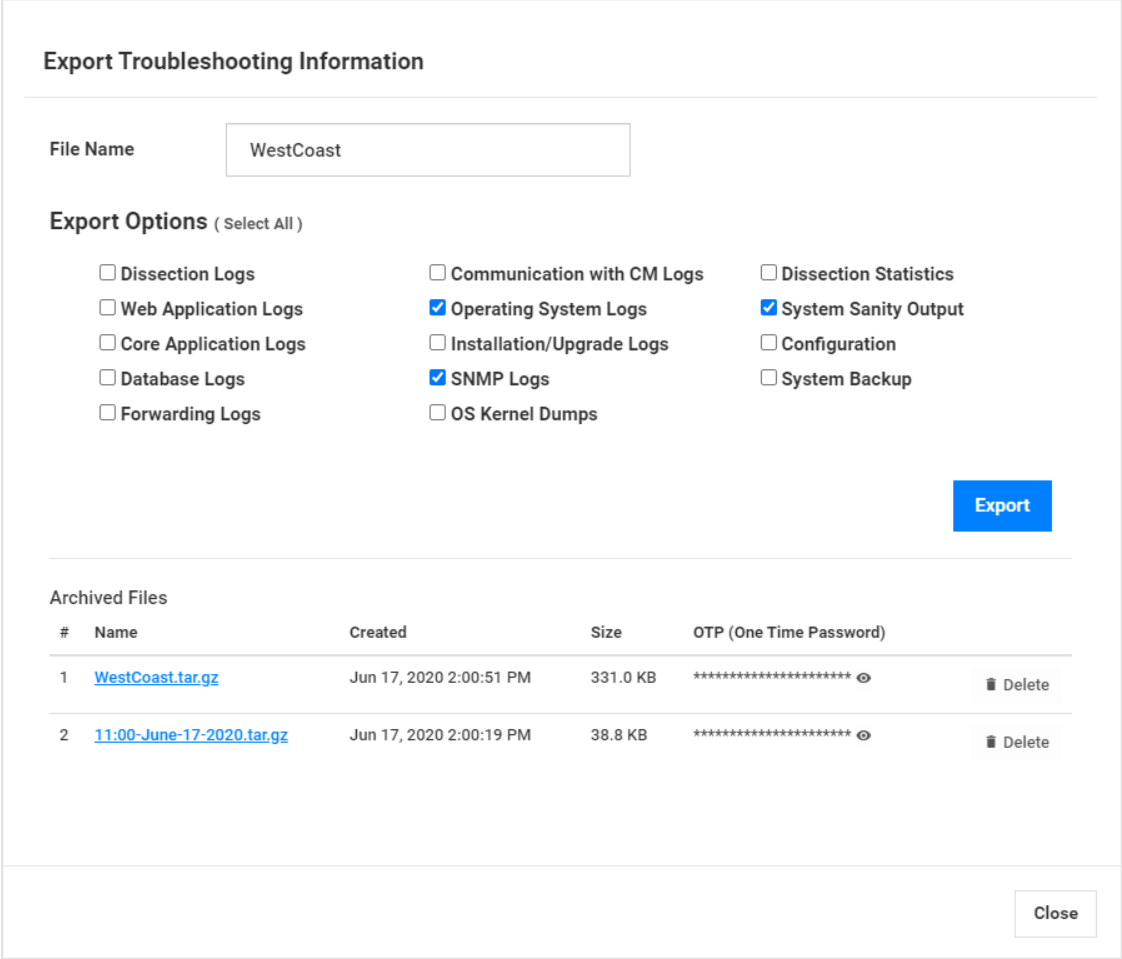 Export Troubleshooting Information
File Name
WestCoast
Export Options ( Select All )
Dissection Logs Communication with CM Logs Dissection Statistics
Web Application Logs Operating System Logs System Sanity Output
Core Application Logs Installation/Upgrade Logs Configuration
Database Logs SNMP Logs System Backup
Forwarding Logs OS Kernel Dumps
Export
Archived Files
# Name Created Size OTP (One Time Password)
1 WestCoast.tar.gz Jun 17, 2020 2:00:51 PM 331.0 KB ********************** Delete
2 11:00-June-17-2020.tar.gz Jun 17, 2020 2:00:19 PM 38.8 KB ********************** Delete
Close